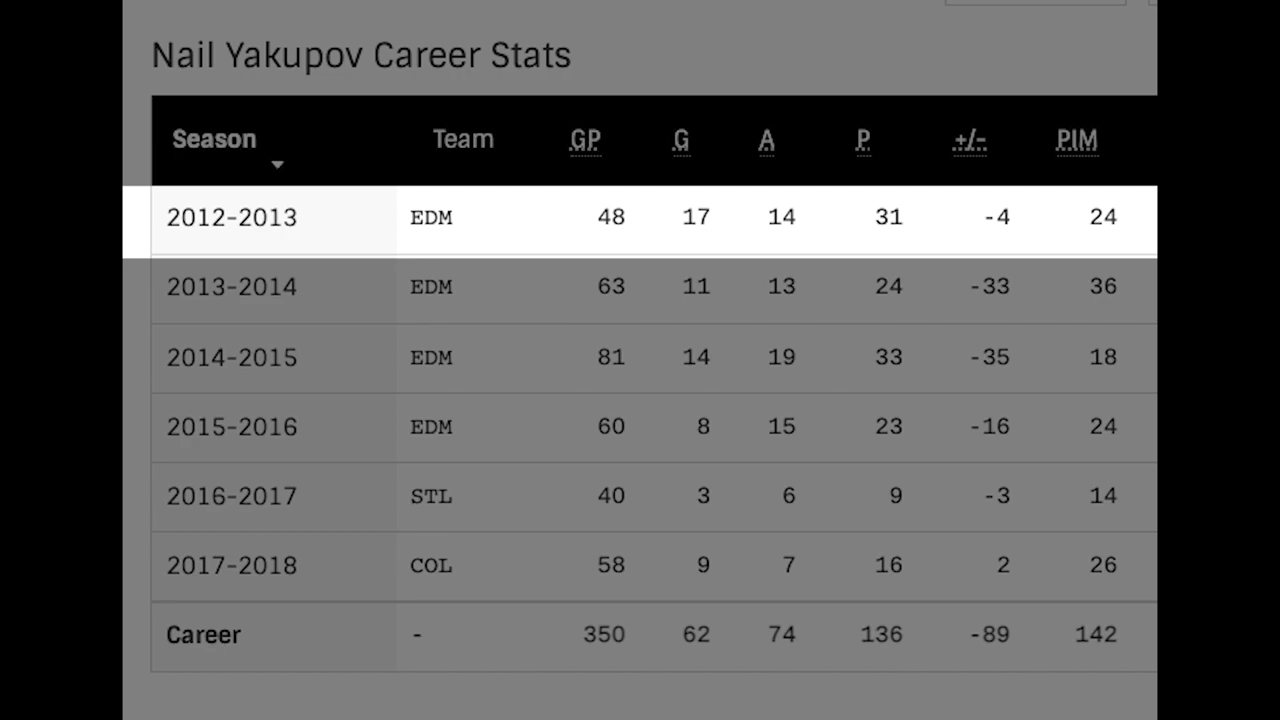 Nail Yakupov Career Stats
Season Team GP G A P +/- PIM
2012-2013 EDM 48 17 14 31 -4 24
2013-2014 EDM 63 11 13 24 -33 36
2014-2015 EDM 81 14 19 33 -35 18
2015-2016 EDM 60 8 15 23 -16 24
2016-2017 STL 40 3 6 9 -3 14
2017-2018 COL 58 9 7 16 2 26
Career - 350 62 74 136 -89 142